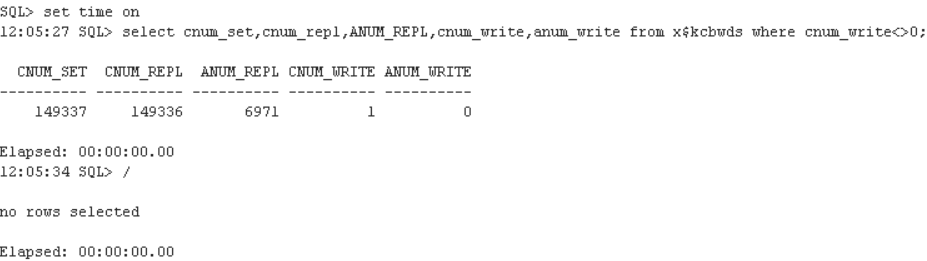 SQL> set time on
12:05:27 SQL> select cnum_set,cnum_repl,ANUM_REPL,cnum_write,anum_write from x$kcbwds where cnum_write<>0;
  CNUM_SET  CNUM_REPL  ANUM_REPL CNUM_WRITE ANUM_WRITE
---------- ---------- ---------- ---------- ----------
    149337     149336       6971          1          0
Elapsed: 00:00:00.00
12:05:34 SQL> /
no rows selected
Elapsed: 00:00:00.00